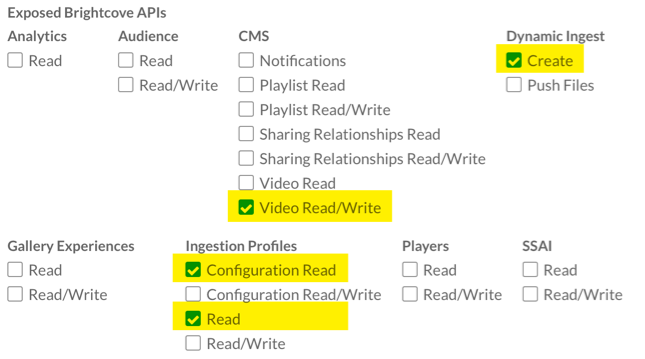 Exposed Brightcove APIs
Analytics
Read
Audience
Read
Read/Write
CMS
Notifications
Playlist Read
Playlist Read/Write
Sharing Relationships Read
Sharing Relationships Read/Write
Video Read
Video Read/Write
Dynamic Ingest
Create
Push Files
Gallery Experiences
Read
Read/Write
Ingestion Profiles
Configuration Read
Configuration Read/Write
Read
Read/Write
Players
Read
Read/Write
SSAI
Read
Read/Write